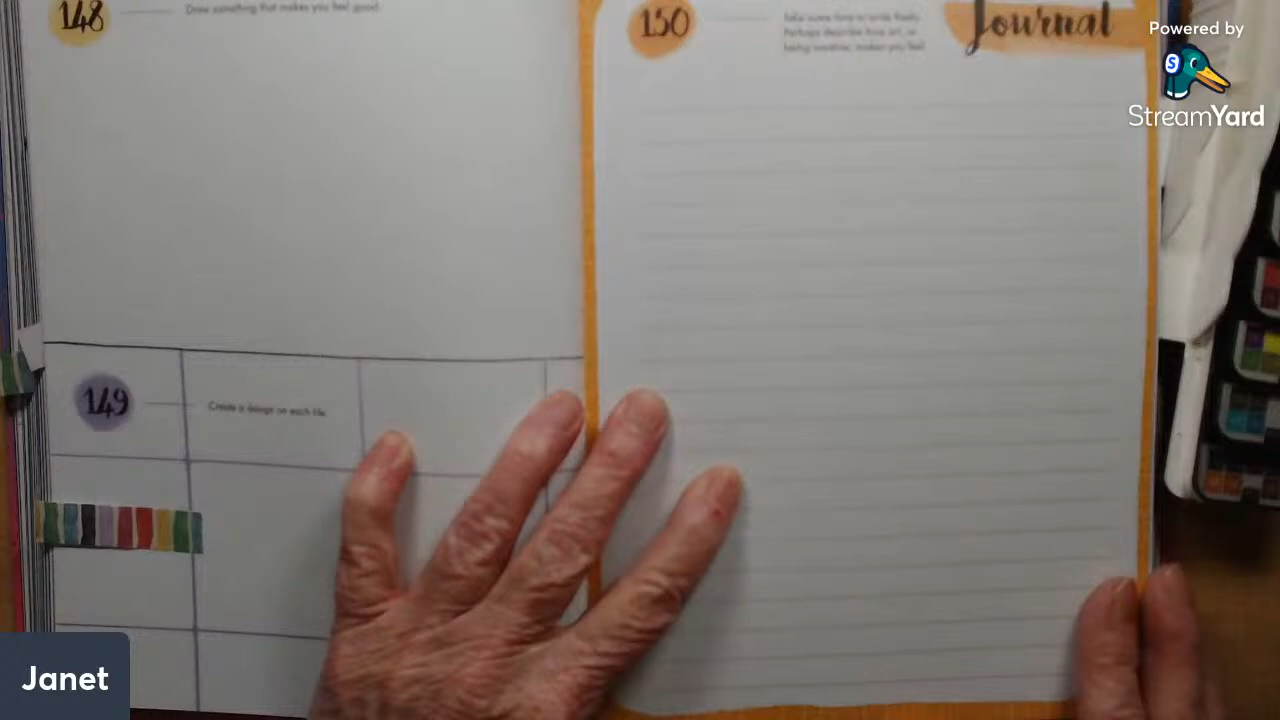 148
Draw something that makes you feel good.
149
Create a design on each tile.
150
Take some time to write freely.
Perhaps describe how art, or
being creative, makes you feel.
Journal
Powered by
S
StreamYard
Janet